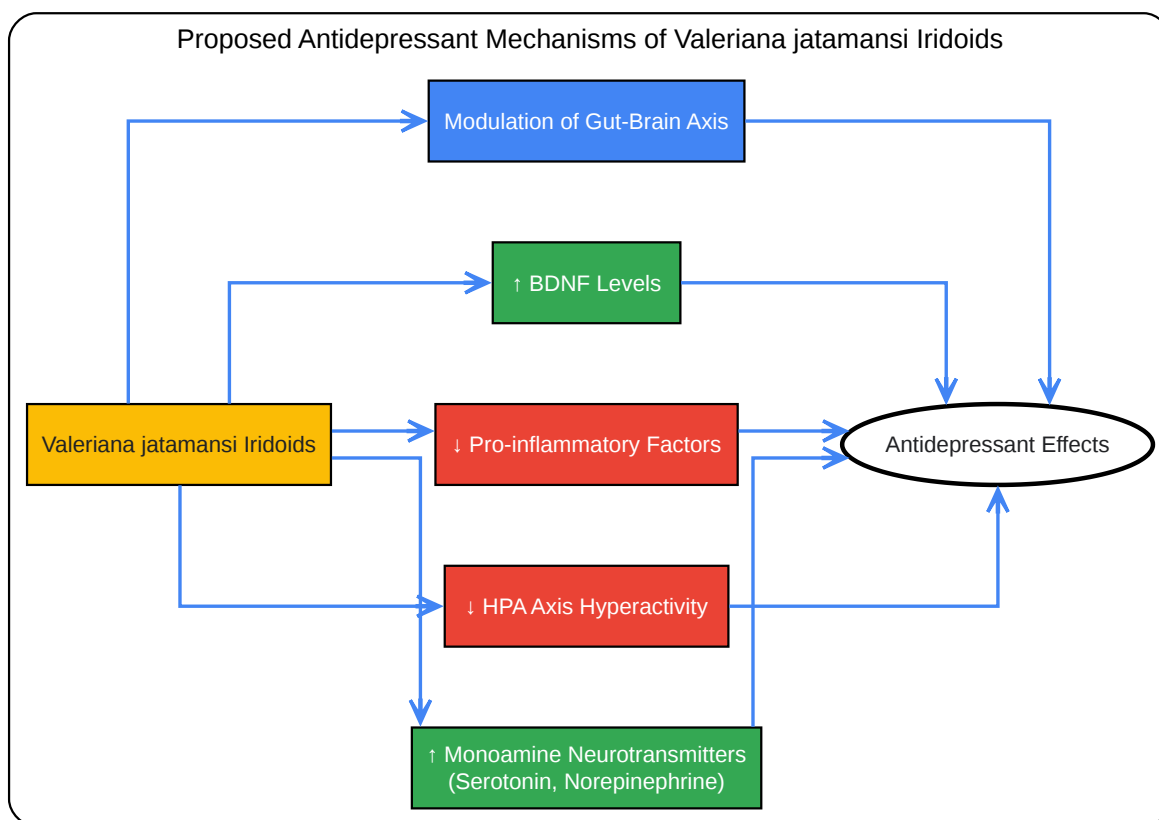 Proposed Antidepressant Mechanisms of Valeriana jatamansi Iridoids
Modulation of Gut-Brain Axis
↑ BDNF Levels
Valeriana jatamansi Iridoids
↓ Pro-inflammatory Factors
Antidepressant Effects
↓ HPA Axis Hyperactivity
↑ Monoamine Neurotransmitters
(Serotonin, Norepinephrine)